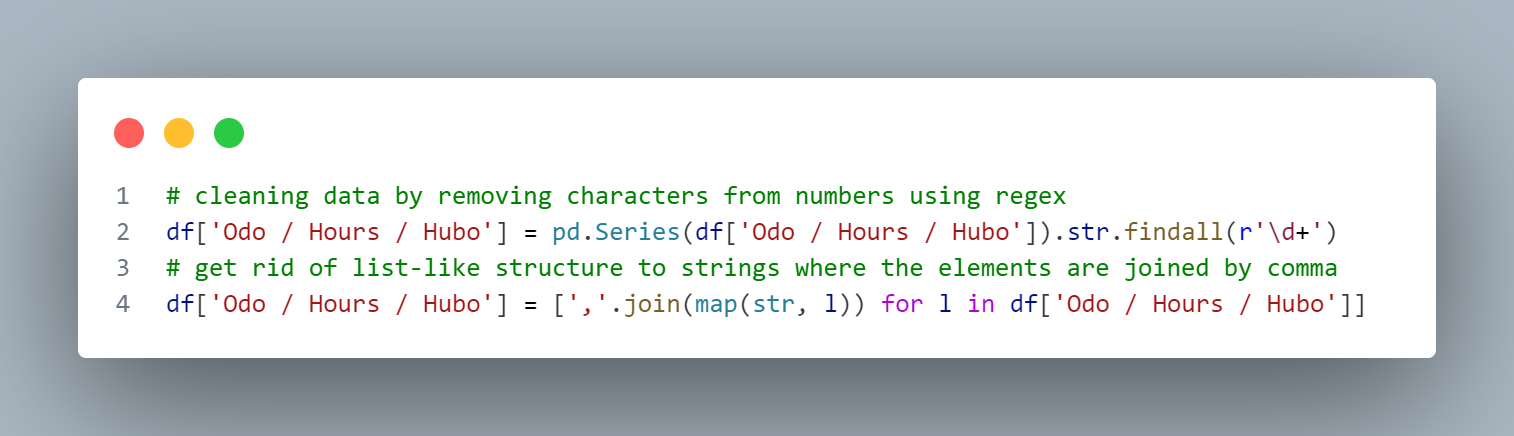 1 # cleaning data by removing characters from numbers using regex
2 df['Odo / Hours / Hubo'] = pd.Series(df['Odo / Hours / Hubo']).str.findall(r'\d+')
3 # get rid of list-like structure to strings where the elements are joined by comma
4 df['Odo / Hours / Hubo'] = [','.join(map(str, l)) for l in df['Odo / Hours / Hubo']]